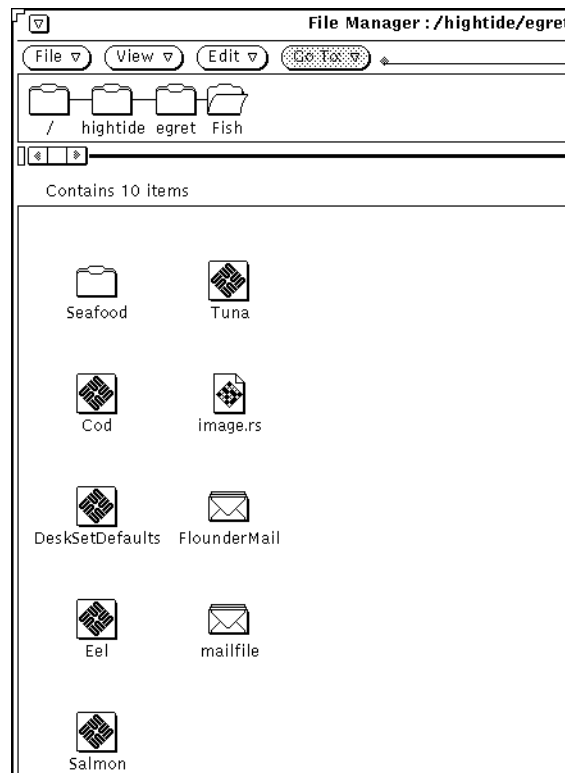 File Manager : /hightide/egret
File View Edit Go To:
/ hightide egret Fish
Contains 10 items
Seafood Tuna
Cod image.rs
DeskSetDefaults FlounderMail
Eel mailfile
Salmon